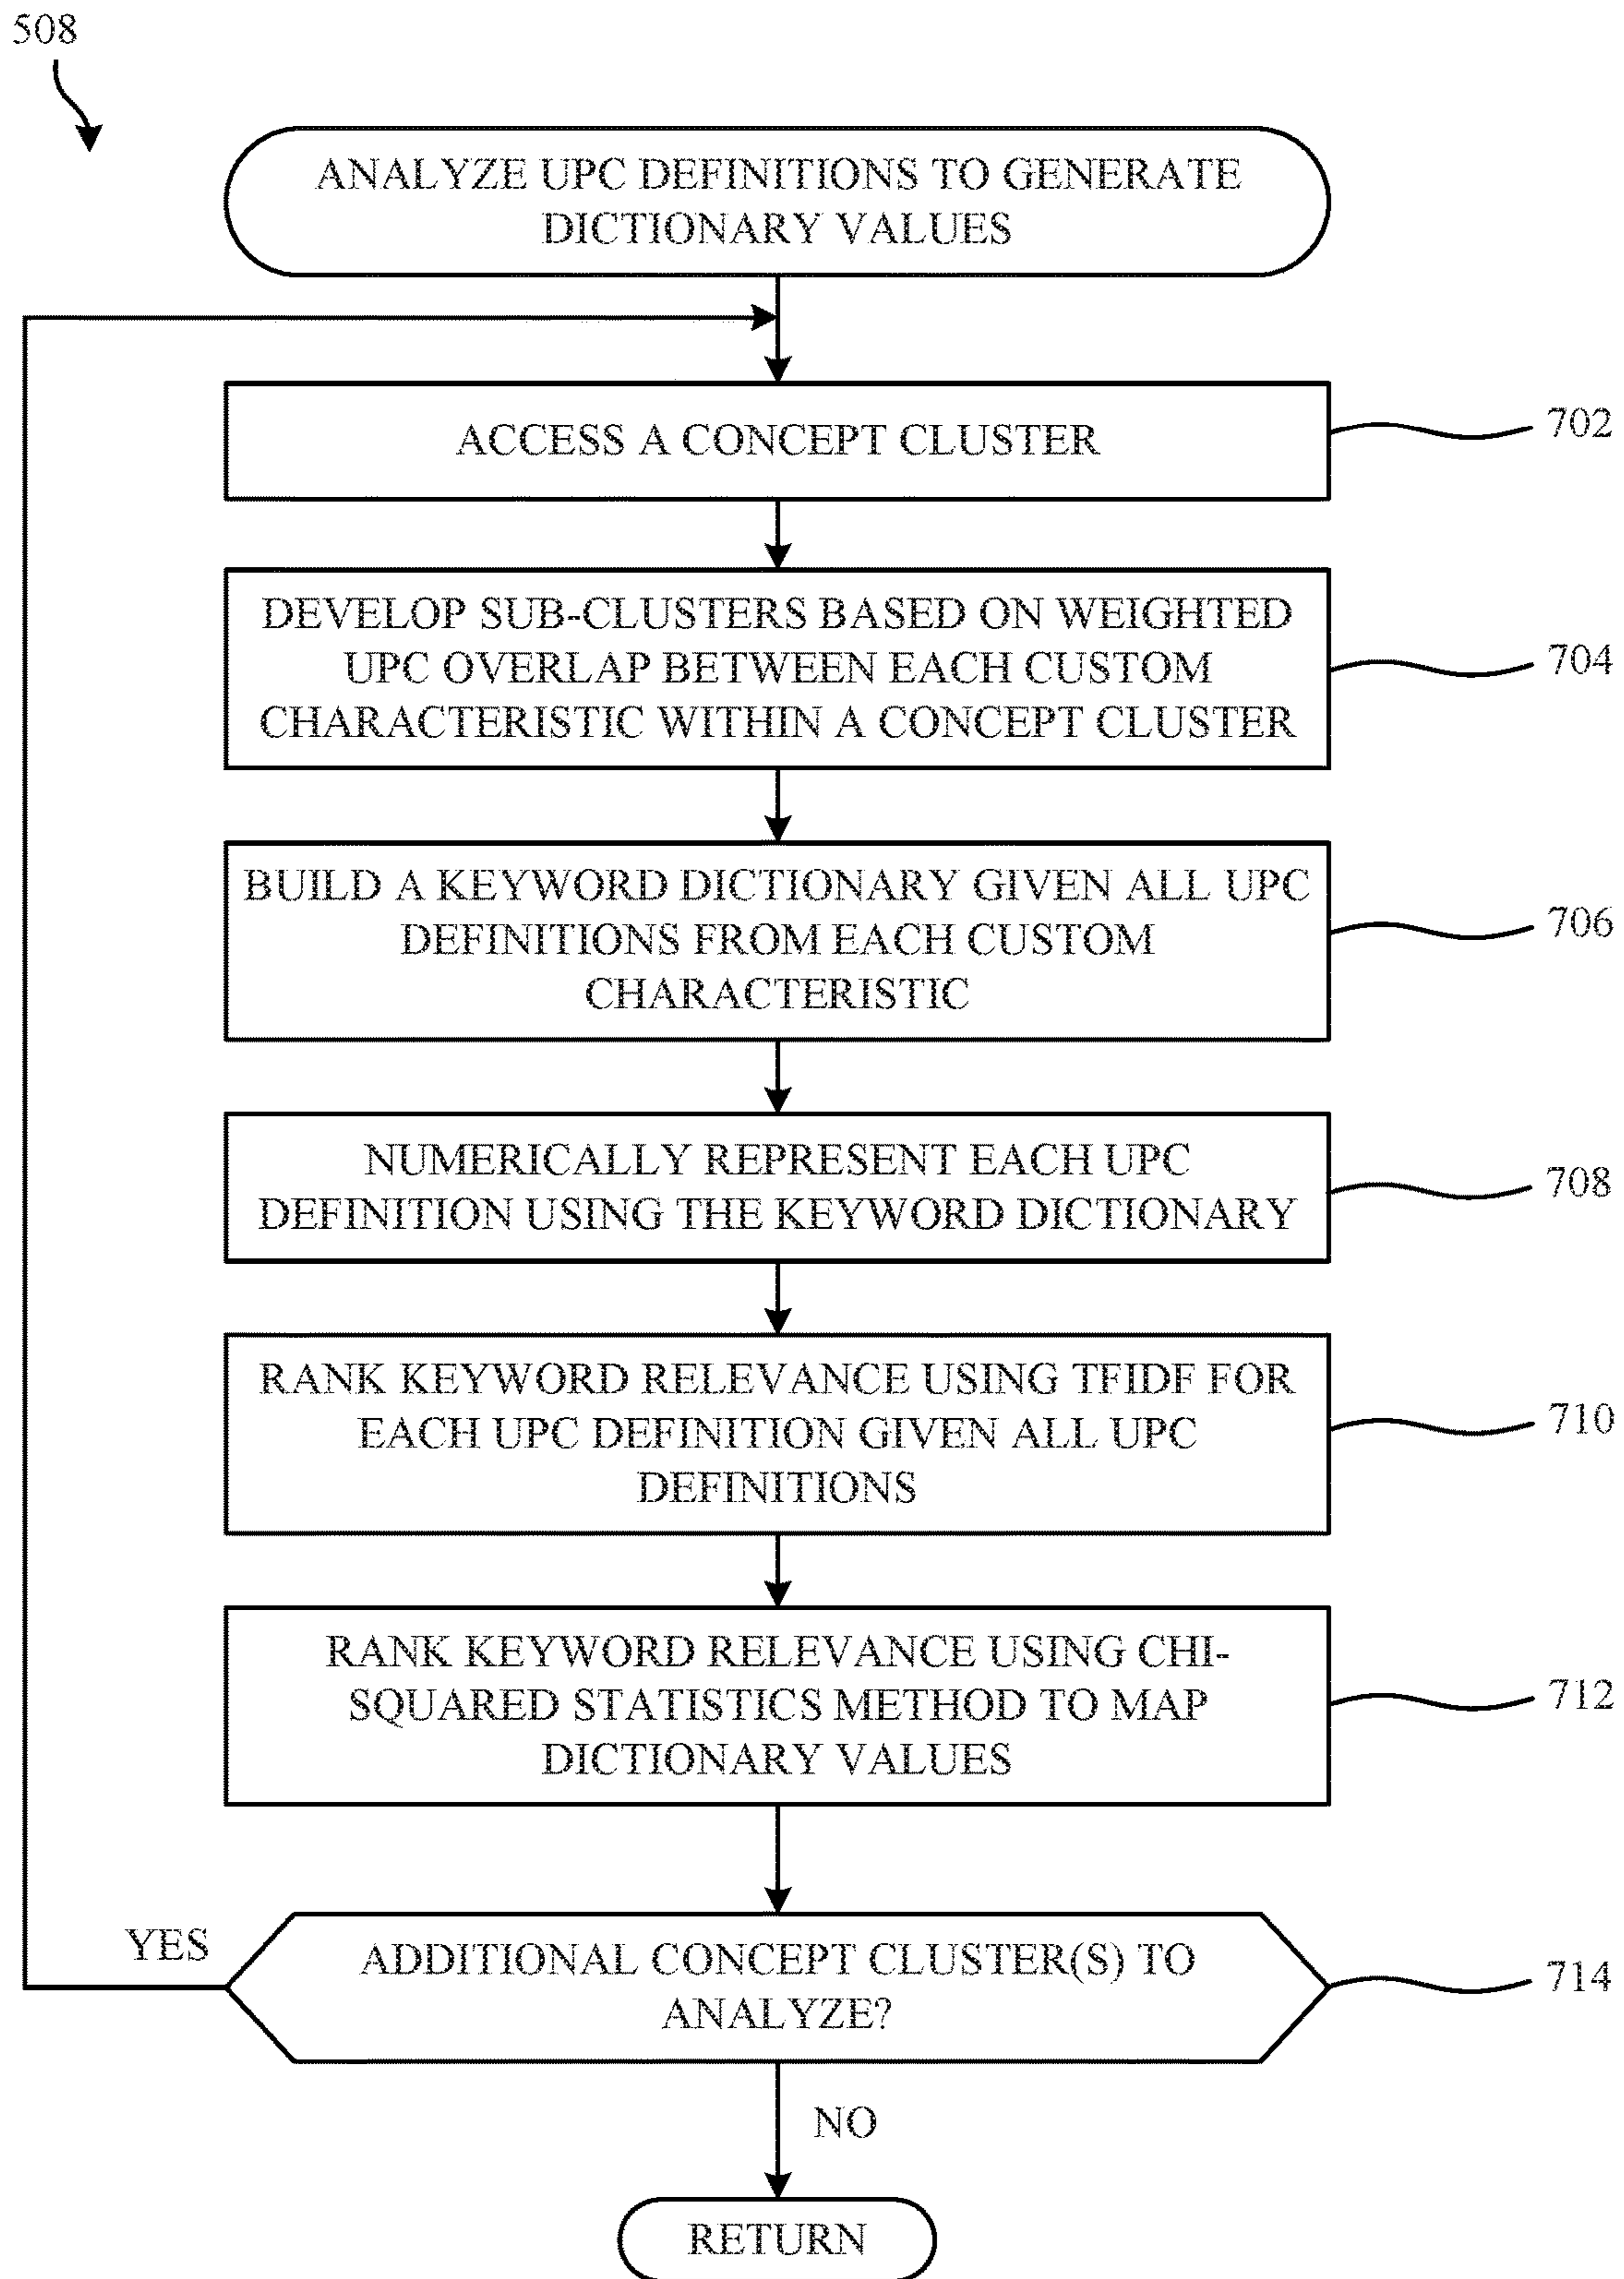 508
ANALYZE UPC DEFINITIONS TO GENERATE
DICTIONARY VALUES
ACCESS A CONCEPT CLUSTER
702
DEVELOP SUB-CLUSTERS BASED ON WEIGHTED
UPC OVERLAP BETWEEN EACH CUSTOM
CHARACTERISTIC WITHIN A CONCEPT CLUSTER
704
BUILD A KEYWORD DICTIONARY GIVEN ALL UPC
DEFINITIONS FROM EACH CUSTOM
CHARACTERISTIC
706
NUMERICALLY REPRESENT EACH UPC
DEFINITION USING THE KEYWORD DICTIONARY
708
RANK KEYWORD RELEVANCE USING TFIDF FOR
EACH UPC DEFINITION GIVEN ALL UPC
DEFINITIONS
710
RANK KEYWORD RELEVANCE USING CHI-
SQUARED STATISTICS METHOD TO MAP
DICTIONARY VALUES
712
YES
ADDITIONAL CONCEPT CLUSTER(S) TO
ANALYZE?
714
NO
RETURN